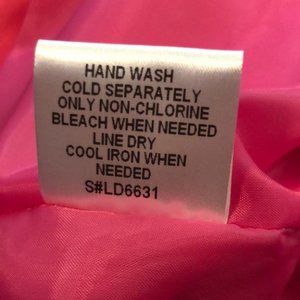 HAND WASH
COLD SEPARATELY
ONLY NON-CHLORINE
BLEACH WHEN NEEDED
LINE DRY
COOL IRON WHEN
NEEDED
S#LD6631